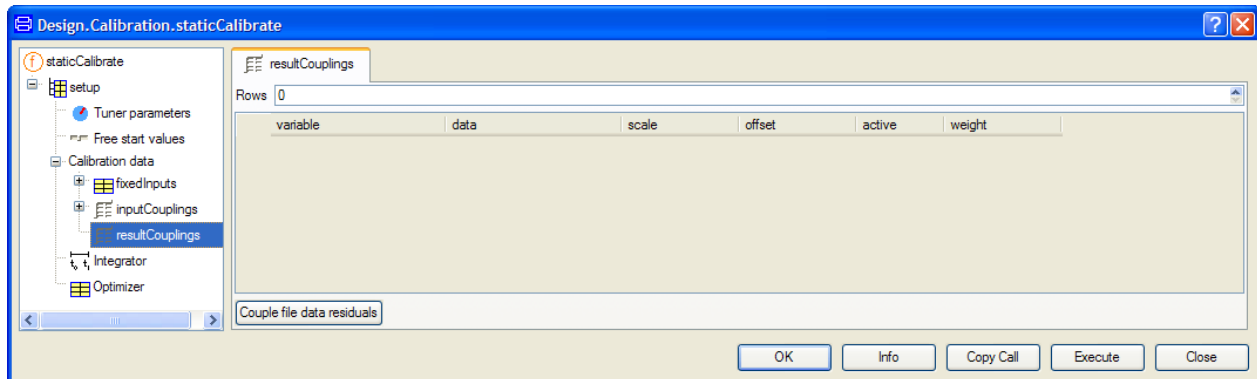 Design.Calibration.staticCalibrate
staticCalibrate
setup
Tuner parameters
Free start values
Calibration data
fixedInputs
inputCouplings
resultCouplings
Integrator
Optimizer
resultCouplings
Rows 0
variable data scale offset active weight
Couple file data residuals
OK Info Copy Call Execute Close